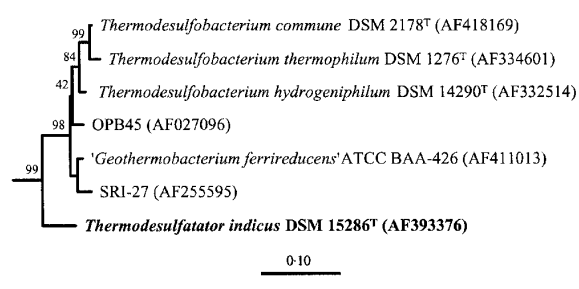 99 Thermodesulfobacterium commune DSM 2178ᵀ (AF418169)
84 Thermodesulfobacterium thermophilum DSM 1276ᵀ (AF334601)
42 Thermodesulfobacterium hydrogeniphilum DSM 14290ᵀ (AF332514)
OPB45 (AF027096)
98
'Geothermobacterium ferrireducens'ATCC BAA-426 (AF411013)
99 SRI-27 (AF255595)
Thermodesulfatator indicus DSM 15286ᵀ (AF393376)
0·10